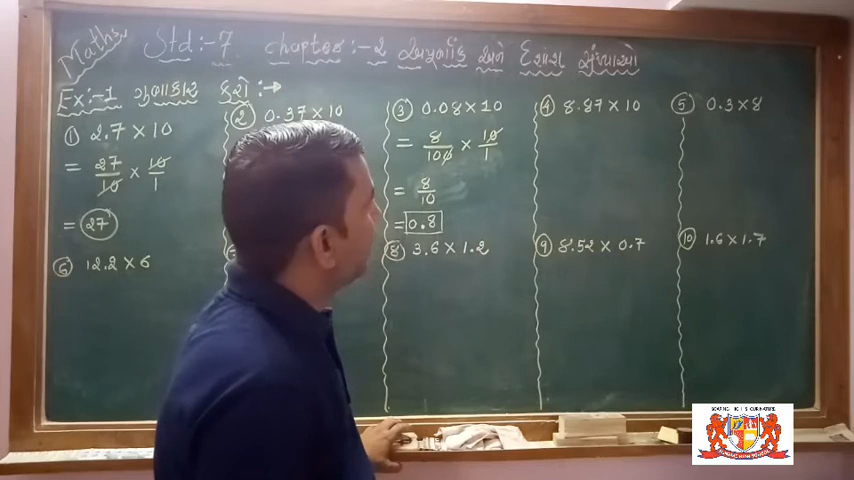 Maths
Std:-7 chapter:-2 અપૂર્ણાંક અને દશાંશ સંખ્યાઓ
Ex:-1 ગુણાકાર કરો :→
① 2.7 × 10
= 27/10 × 10/1
= 27
② 0.37 × 10
③ 0.08 × 10
= 8/100 × 10/1
= 8/10
= 0.8
④ 8.87 × 10
⑤ 0.3 × 8
⑥ 12.2 × 6
⑧ 3.6 × 1.2
⑨ 8.52 × 0.7
⑩ 1.6 × 1.7